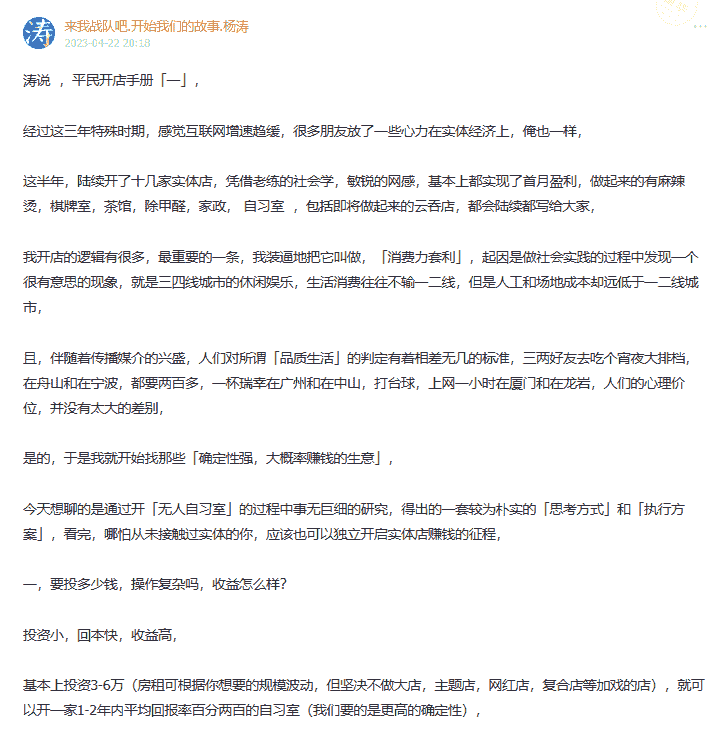 涛
来我战队吧.开始我们的故事.杨涛
2023-04-22 20:18
涛说 ，平民开店手册「一」，
经过这三年特殊时期，感觉互联网增速趋缓，很多朋友放了一些心力在实体经济上，俺也一样，
这半年，陆续开了十几家实体店，凭借老练的社会学，敏锐的网感，基本上都实现了首月盈利，做起来的有麻辣
烫，棋牌室，茶馆，除甲醛，家政， 自习室 ，包括即将做起来的云吞店，都会陆续都写给大家，
我开店的逻辑有很多，最重要的一条，我装逼地把它叫做，「消费力套利」，起因是做社会实践的过程中发现一个
很有意思的现象，就是三四线城市的休闲娱乐，生活消费往往不输一二线，但是人工和场地成本却远低于一二线城
市，
且，伴随着传播媒介的兴盛，人们对所谓「品质生活」的判定有着相差无几的标准，三两好友去吃个宵夜大排档，
在舟山和在宁波，都要两百多，一杯瑞幸在广州和在中山，打台球，上网一小时在厦门和在龙岩，人们的心理价
位，并没有太大的差别，
是的，于是我就开始找那些「确定性强，大概率赚钱的生意」，
今天想聊的是通过开「无人自习室」的过程中事无巨细的研究，得出的一套较为朴实的「思考方式」和「执行方
案」，看完，哪怕从未接触过实体的你，应该也可以独立开启实体店赚钱的征程，
一，要投多少钱，操作复杂吗，收益怎么样？
投资小，回本快，收益高，
基本上投资3-6万（房租可根据你想要的规模波动，但坚决不做大店，主题店，网红店，复合店等加戏的店），就可
以开一家1-2年内平均回报率百分两百的自习室（我们要的是更高的确定性），